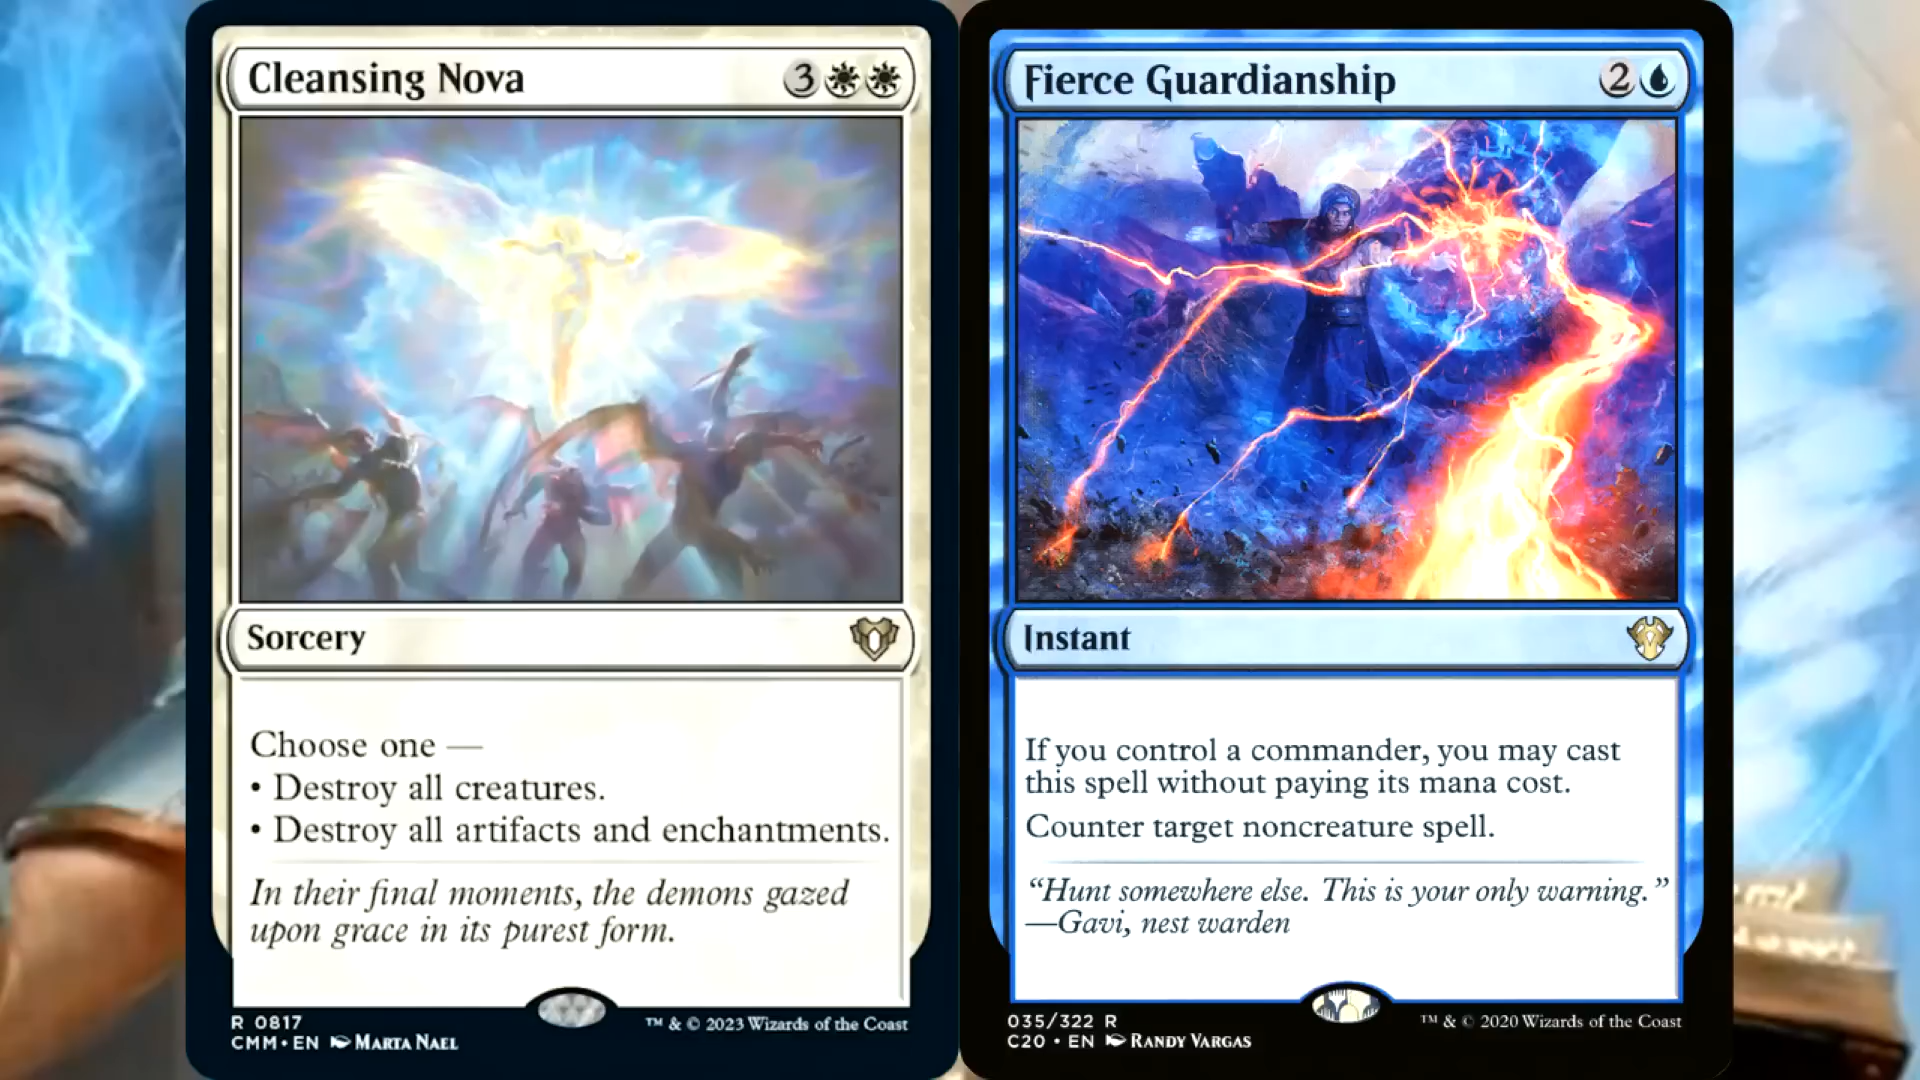 Cleansing Nova
3
Sorcery
Choose one —
• Destroy all creatures.
• Destroy all artifacts and enchantments.
In their final moments, the demons gazed
upon grace in its purest form.
R 0817
CMM • EN Marta Nael
™ & © 2023 Wizards of the Coast
Fierce Guardianship
2
Instant
If you control a commander, you may cast
this spell without paying its mana cost.
Counter target noncreature spell.
“Hunt somewhere else. This is your only warning.”
—Gavi, nest warden
035/322 R
C20 • EN Randy Vargas
™ & © 2020 Wizards of the Coast